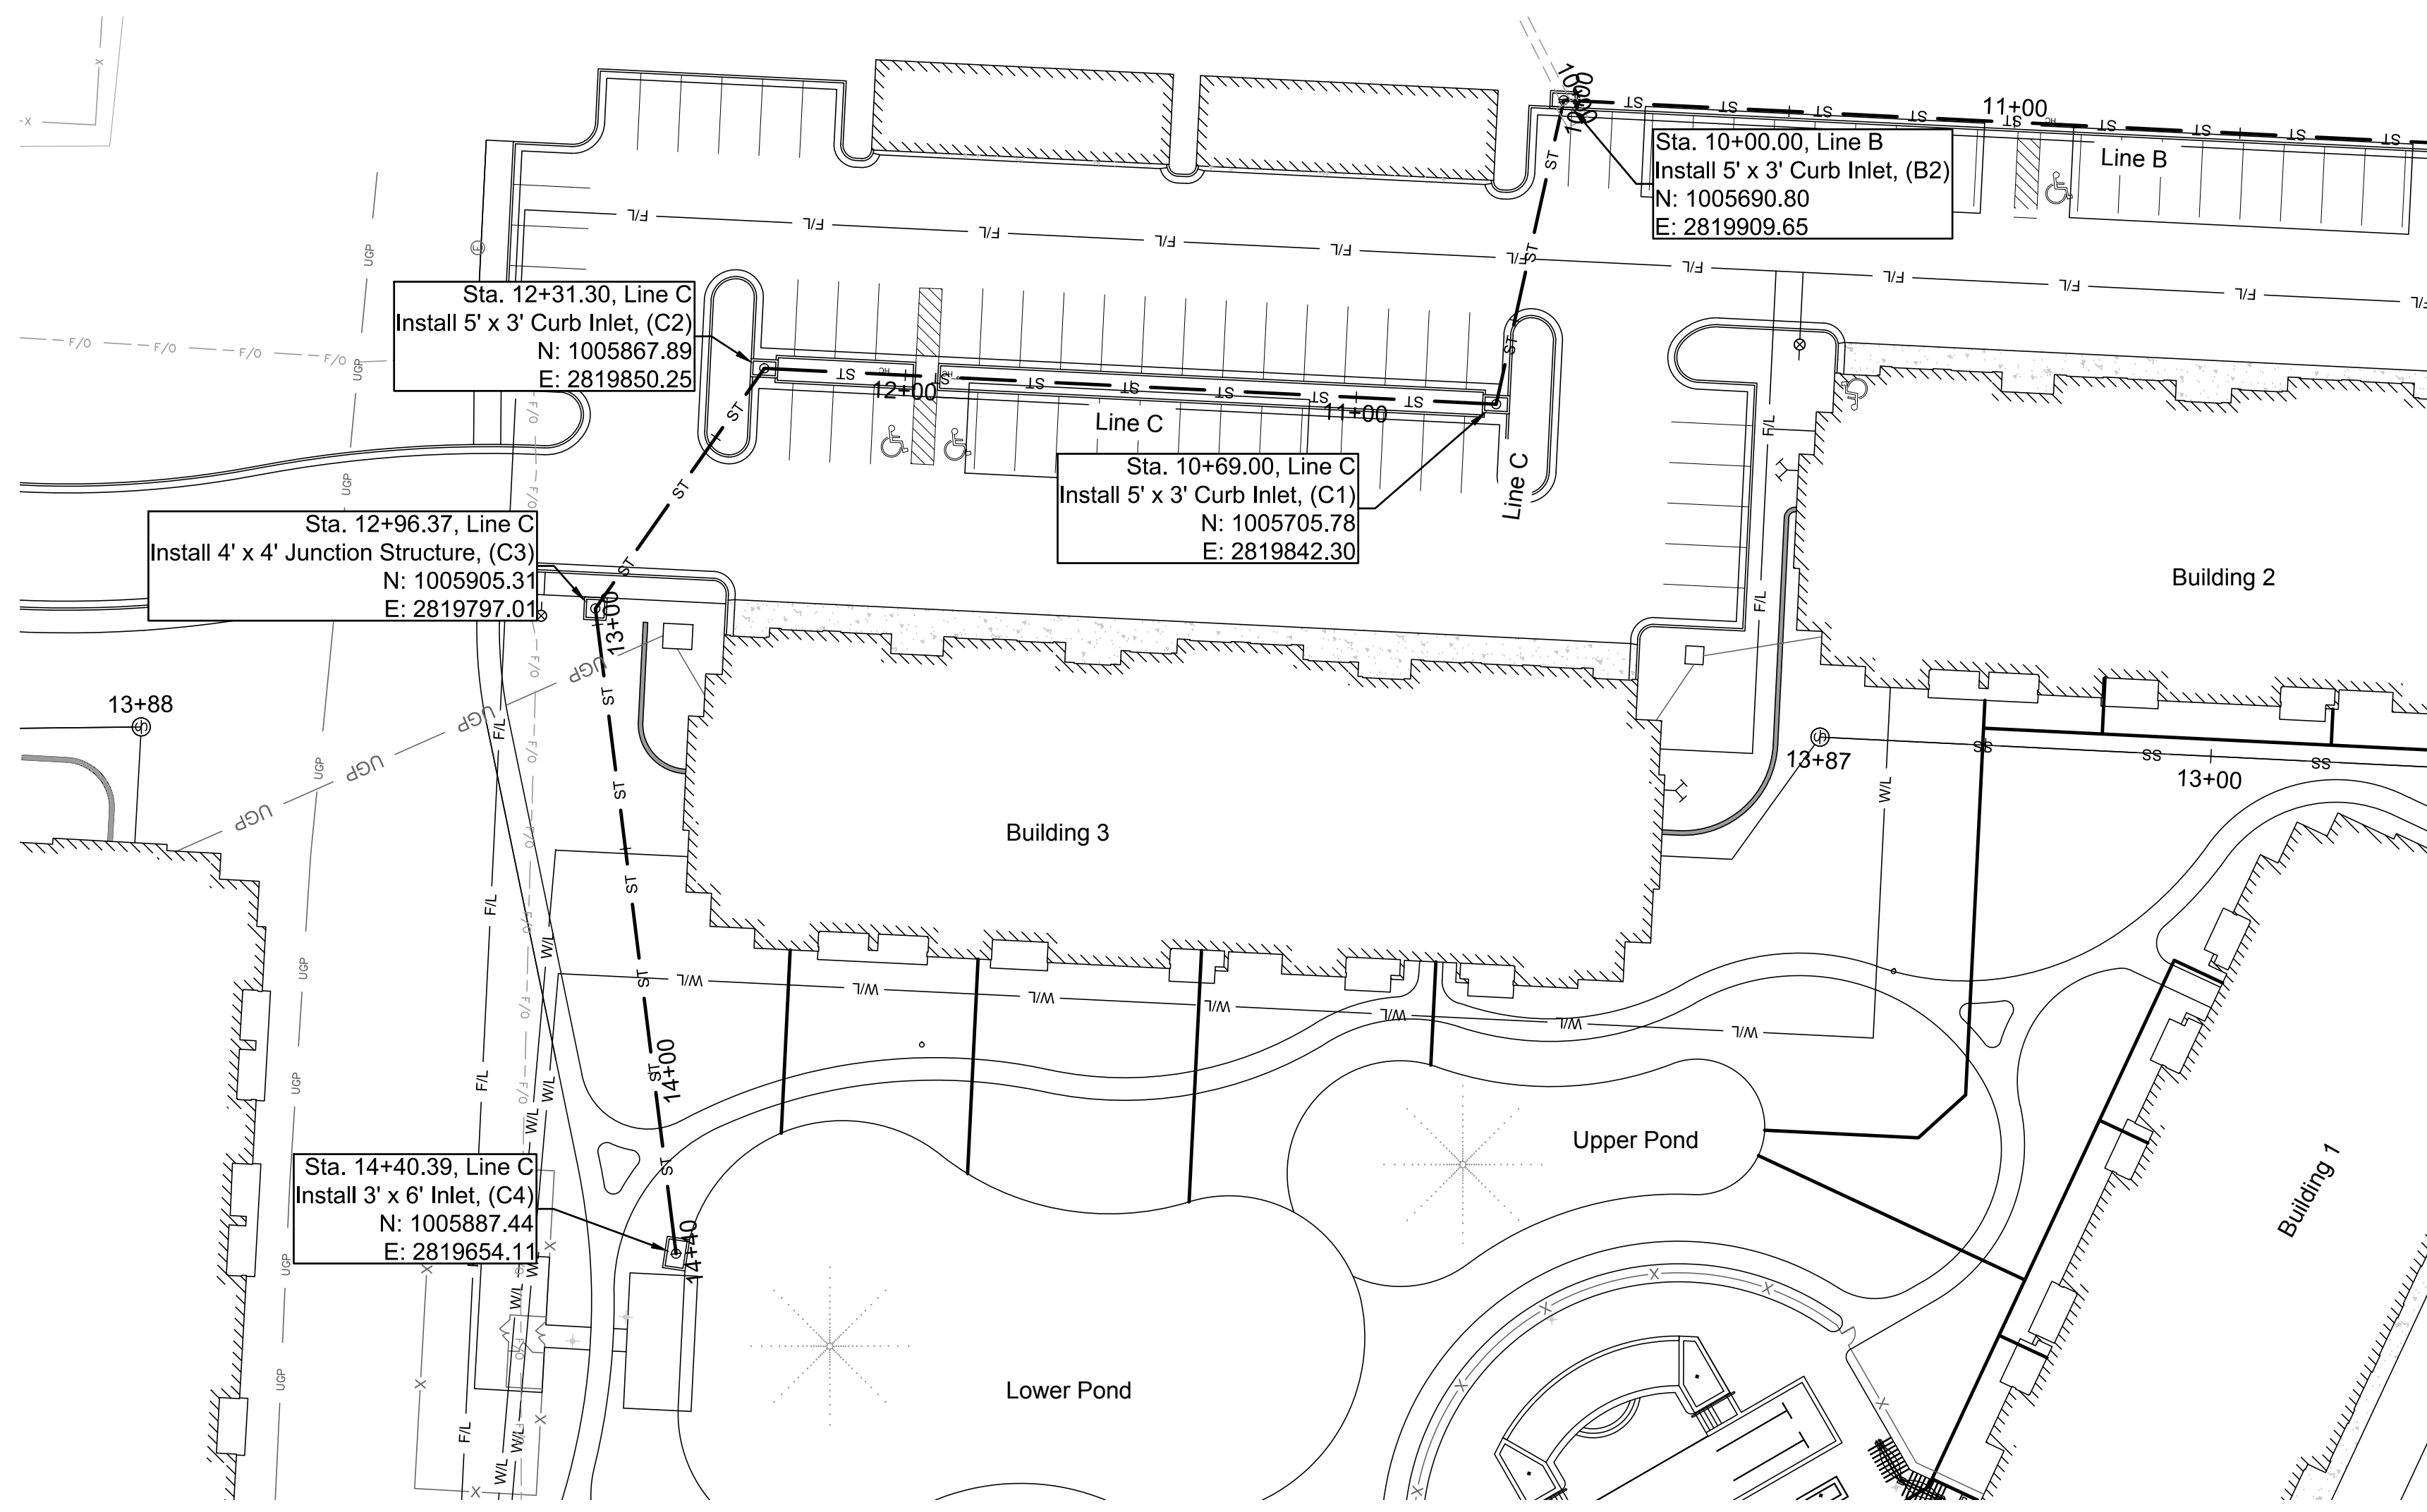 11+00
Line B
Sta. 10+00.00, Line B
Install 5' x 3' Curb Inlet, (B2)
N: 1005690.80
E: 2819909.65
Sta. 12+31.30, Line C
Install 5' x 3' Curb Inlet, (C2)
N: 1005867.89
E: 2819850.25
12+00
11+00
Line C
Line C
Sta. 10+69.00, Line C
Install 5' x 3' Curb Inlet, (C1)
N: 1005705.78
E: 2819842.30
Sta. 12+96.37, Line C
Install 4' x 4' Junction Structure, (C3)
N: 1005905.31
E: 2819797.01
13+00
Building 2
13+88
13+87
13+00
Building 3
14+00
Upper Pond
Building 1
Sta. 14+40.39, Line C
Install 3' x 6' Inlet, (C4)
N: 1005887.44
E: 2819654.11
14+40
Lower Pond
ST
F/L
F/O
UGP
W/L
SS
X